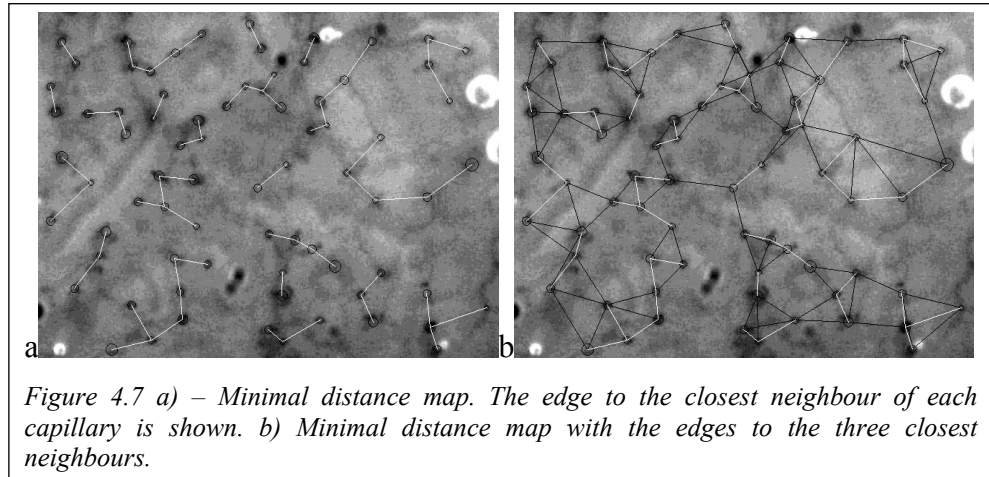 a
b
Figure 4.7 a) – Minimal distance map. The edge to the closest neighbour of each
capillary is shown. b) Minimal distance map with the edges to the three closest
neighbours.